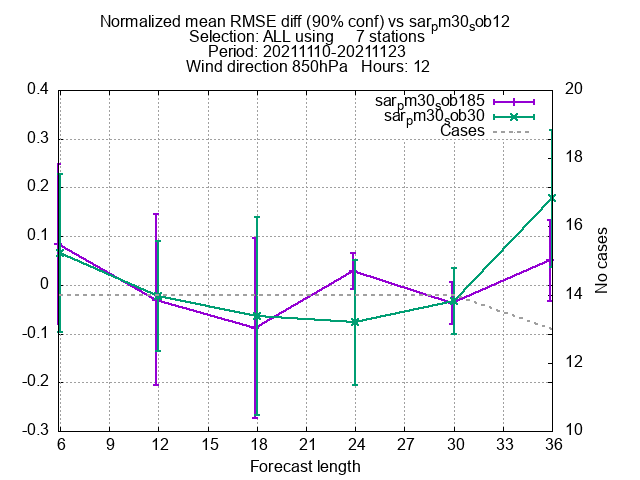 Normalized mean RMSE diff (90% conf) vs sarpm30sob12
Selection: ALL using 7 stations
Period: 20211110-20211123
Wind direction 850hPa Hours: 12
sarpm30sob185
sarpm30sob30
Cases
0.4
0.3
0.2
0.1
0
-0.1
-0.2
-0.3
20
18
16
14
12
10
No cases
6 9 12 15 18 21 24 27 30 33 36
Forecast length